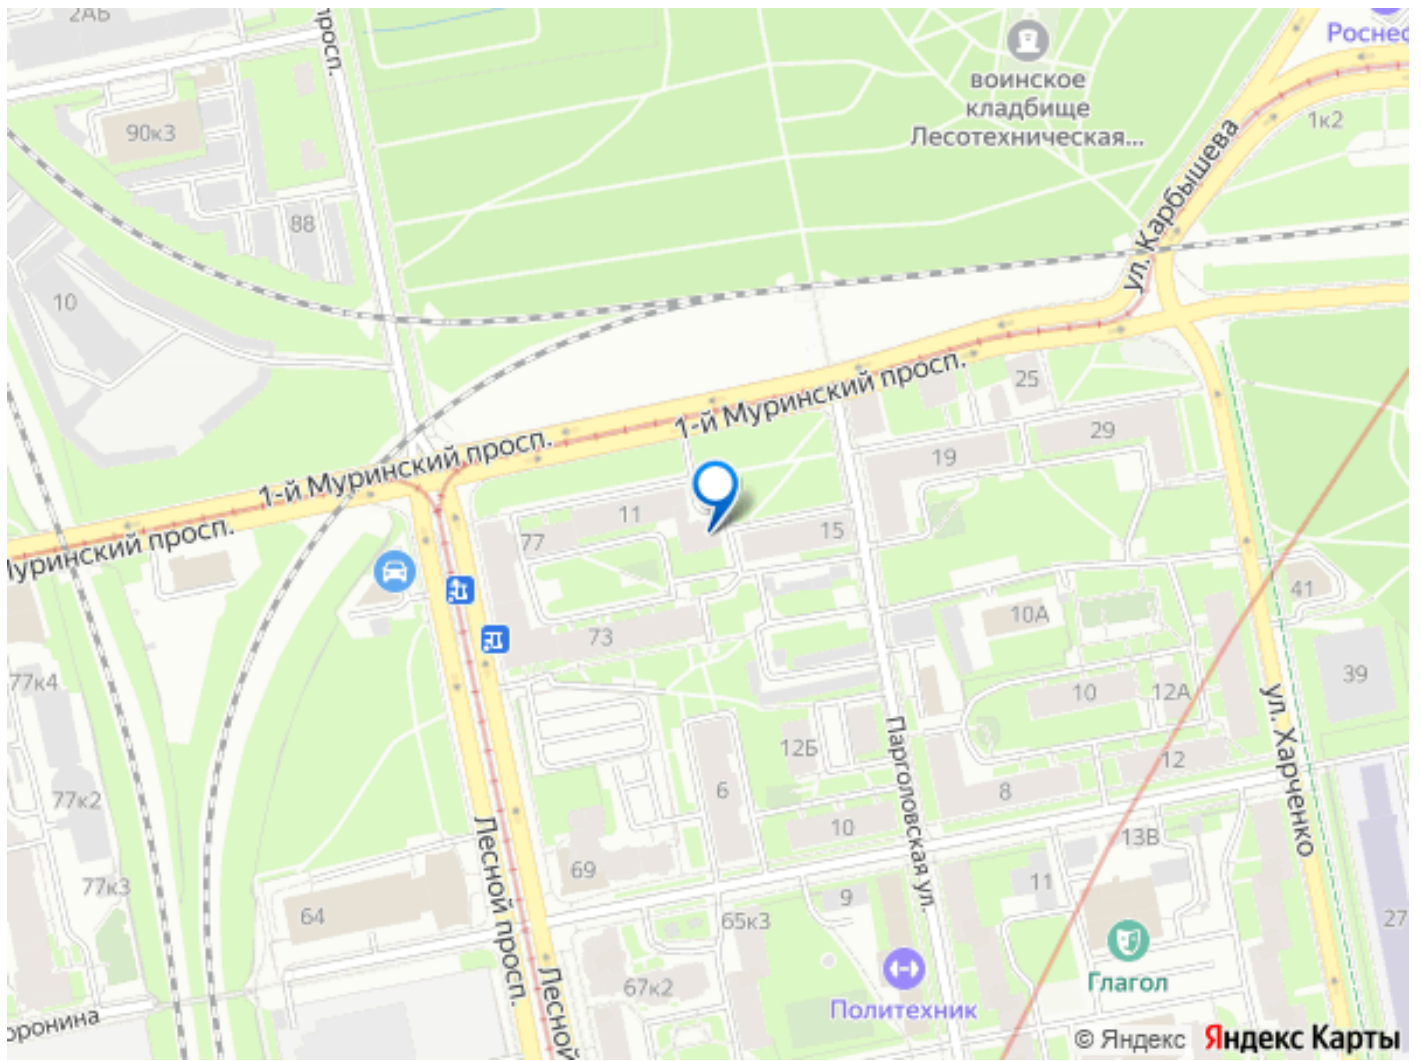 2АБ
просп.
Роснеф
воинское
кладбище
Лесотехническая...
1к2
90к3
ул. Карбышева
88
10
25
1-й Муринский просп.
29
19
1-й Муринский просп.
11
15
77
Муринский просп.
41
10А
73
77к4
39
10
12А
ул. Харченко
Парголовская ул.
12Б
12
6
8
77к2
10
13В
Лесной просп.
69
11
77к3
9
64
65к3
27
Глагол
67к2
Политехник
Лесной
оронина
© Яндекс Яндекс Карты